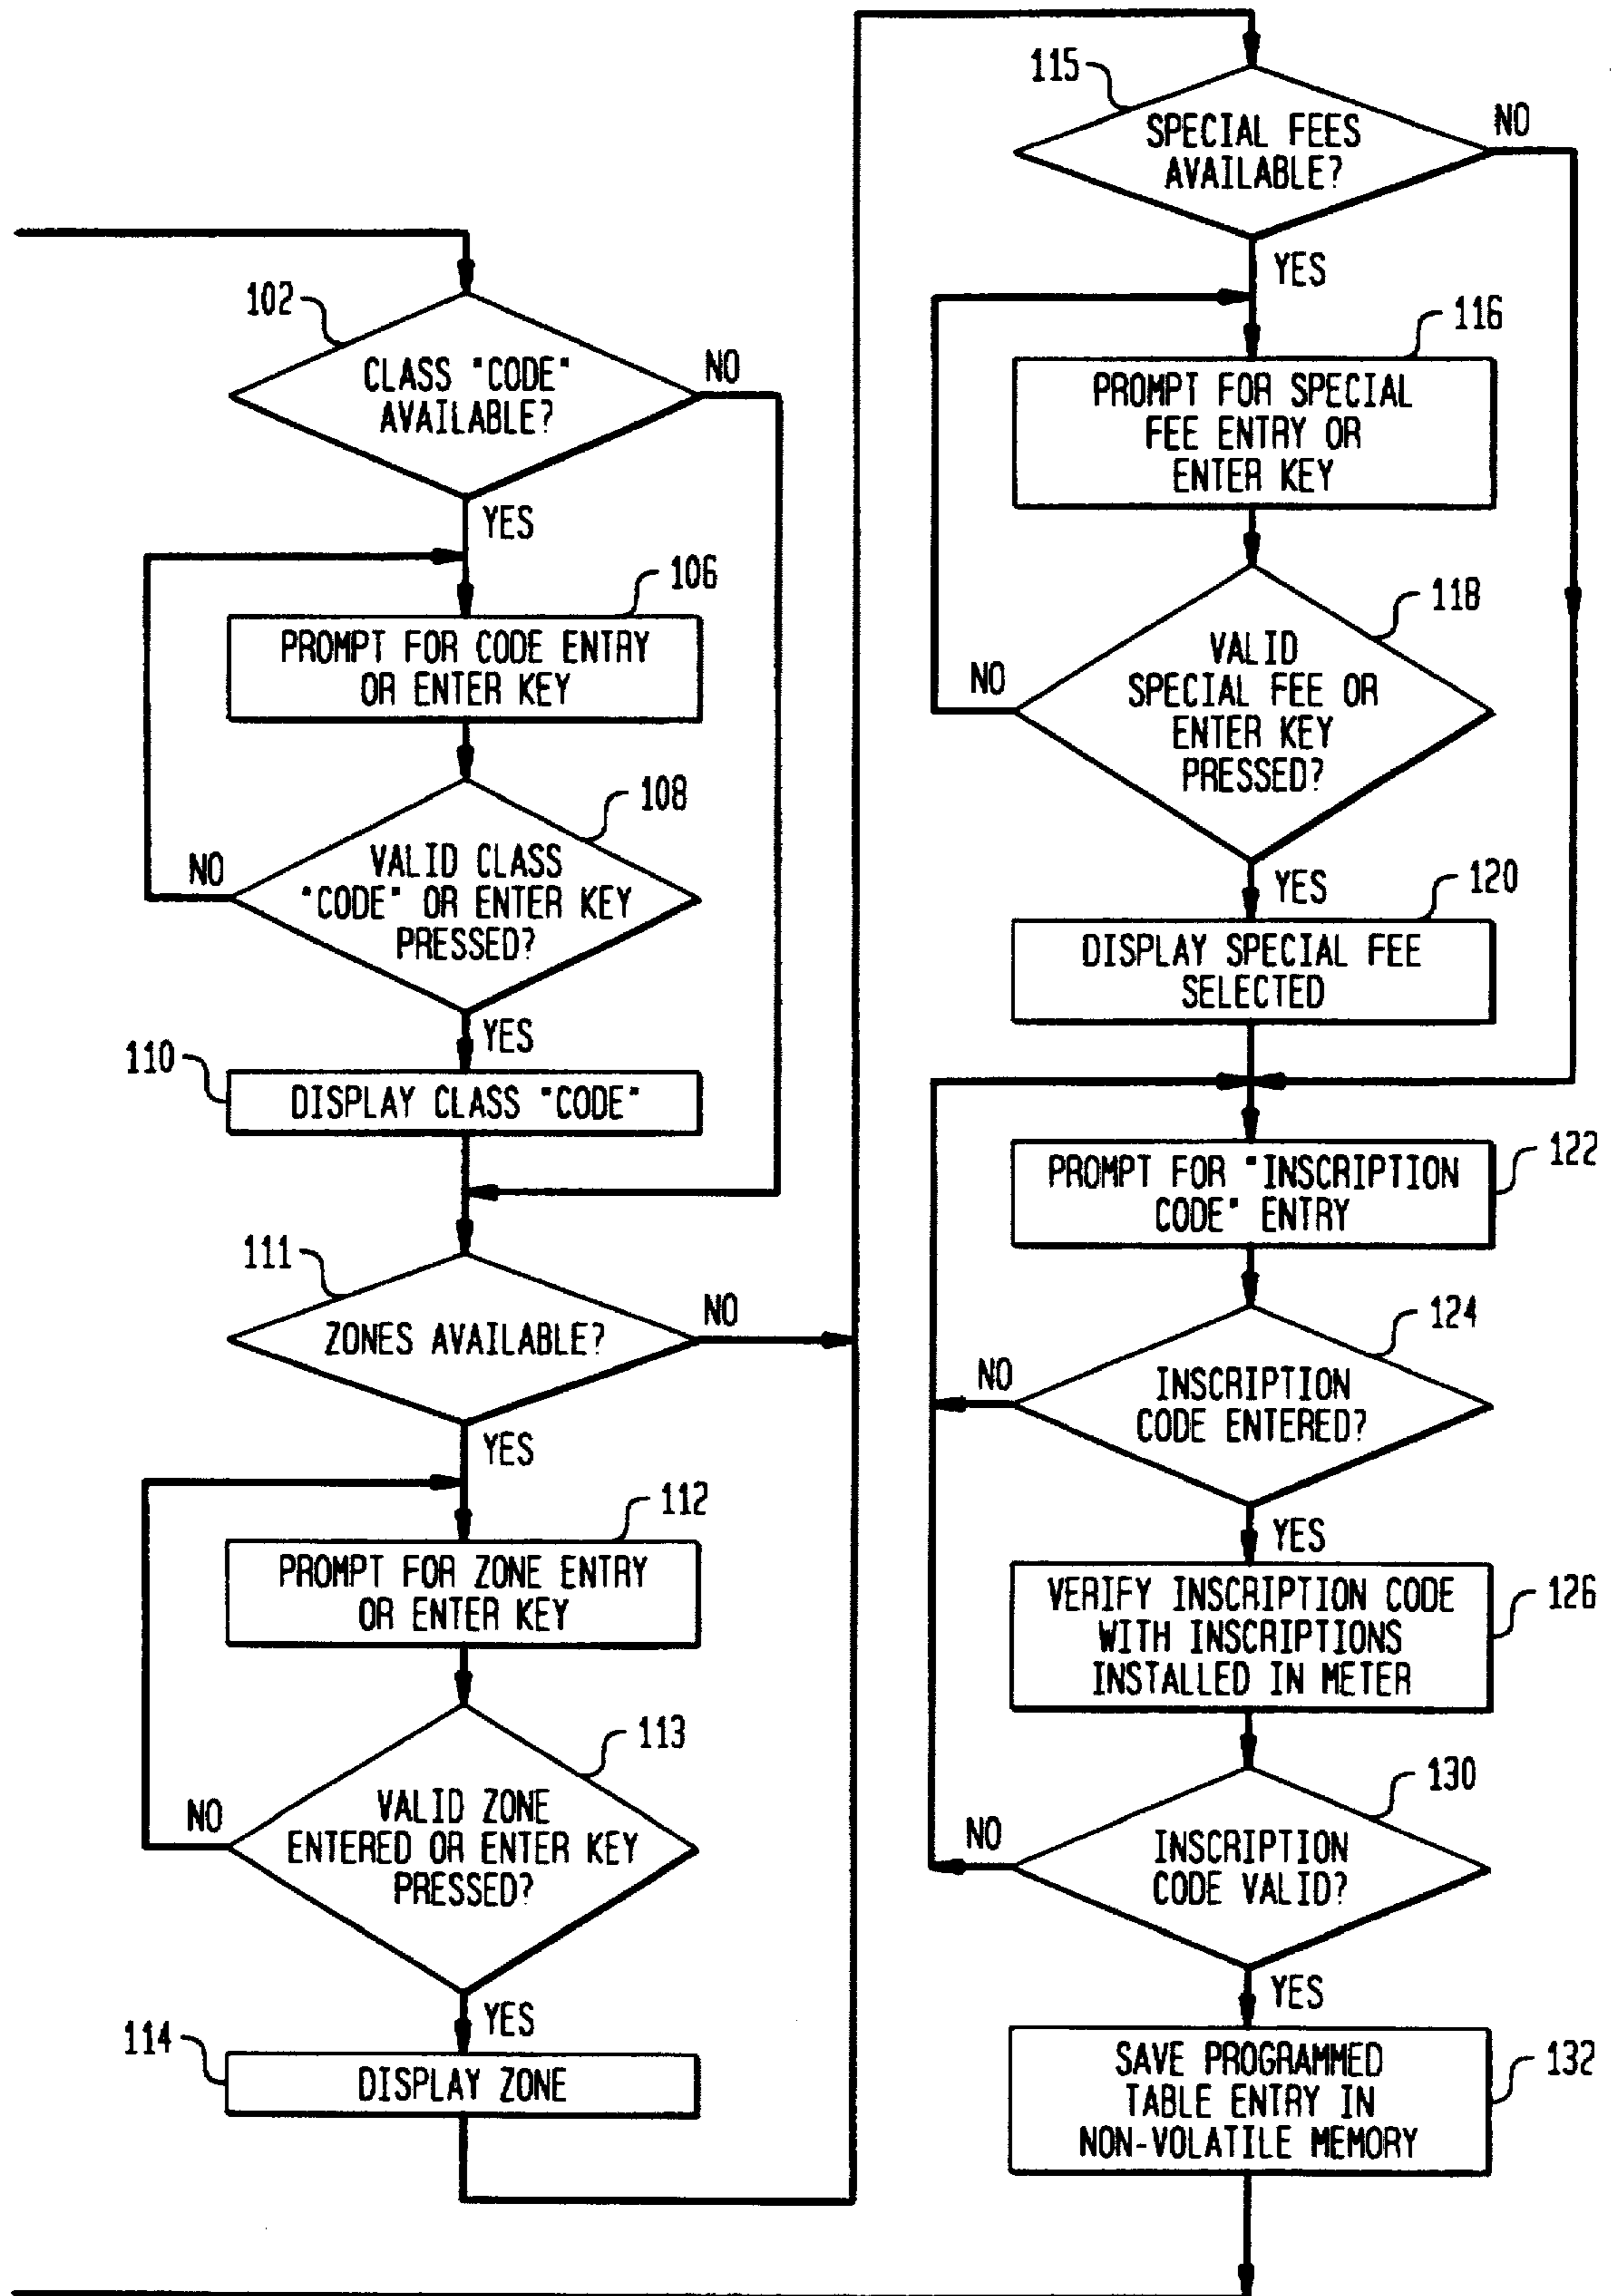 102
CLASS "CODE"
AVAILABLE?
NO
YES
106
PROMPT FOR CODE ENTRY
OR ENTER KEY
108
VALID CLASS
"CODE" OR ENTER KEY
PRESSED?
NO
YES
110
DISPLAY CLASS "CODE"
111
ZONES AVAILABLE?
NO
YES
112
PROMPT FOR ZONE ENTRY
OR ENTER KEY
113
VALID ZONE
ENTERED OR ENTER KEY
PRESSED?
NO
YES
114
DISPLAY ZONE
115
SPECIAL FEES
AVAILABLE?
NO
YES
116
PROMPT FOR SPECIAL
FEE ENTRY OR
ENTER KEY
118
VALID
SPECIAL FEE OR
ENTER KEY
PRESSED?
NO
YES
120
DISPLAY SPECIAL FEE
SELECTED
122
PROMPT FOR "INSCRIPTION
CODE" ENTRY
124
INSCRIPTION
CODE ENTERED?
NO
YES
126
VERIFY INSCRIPTION CODE
WITH INSCRIPTIONS
INSTALLED IN METER
130
INSCRIPTION
CODE VALID?
NO
YES
132
SAVE PROGRAMMED
TABLE ENTRY IN
NON-VOLATILE MEMORY